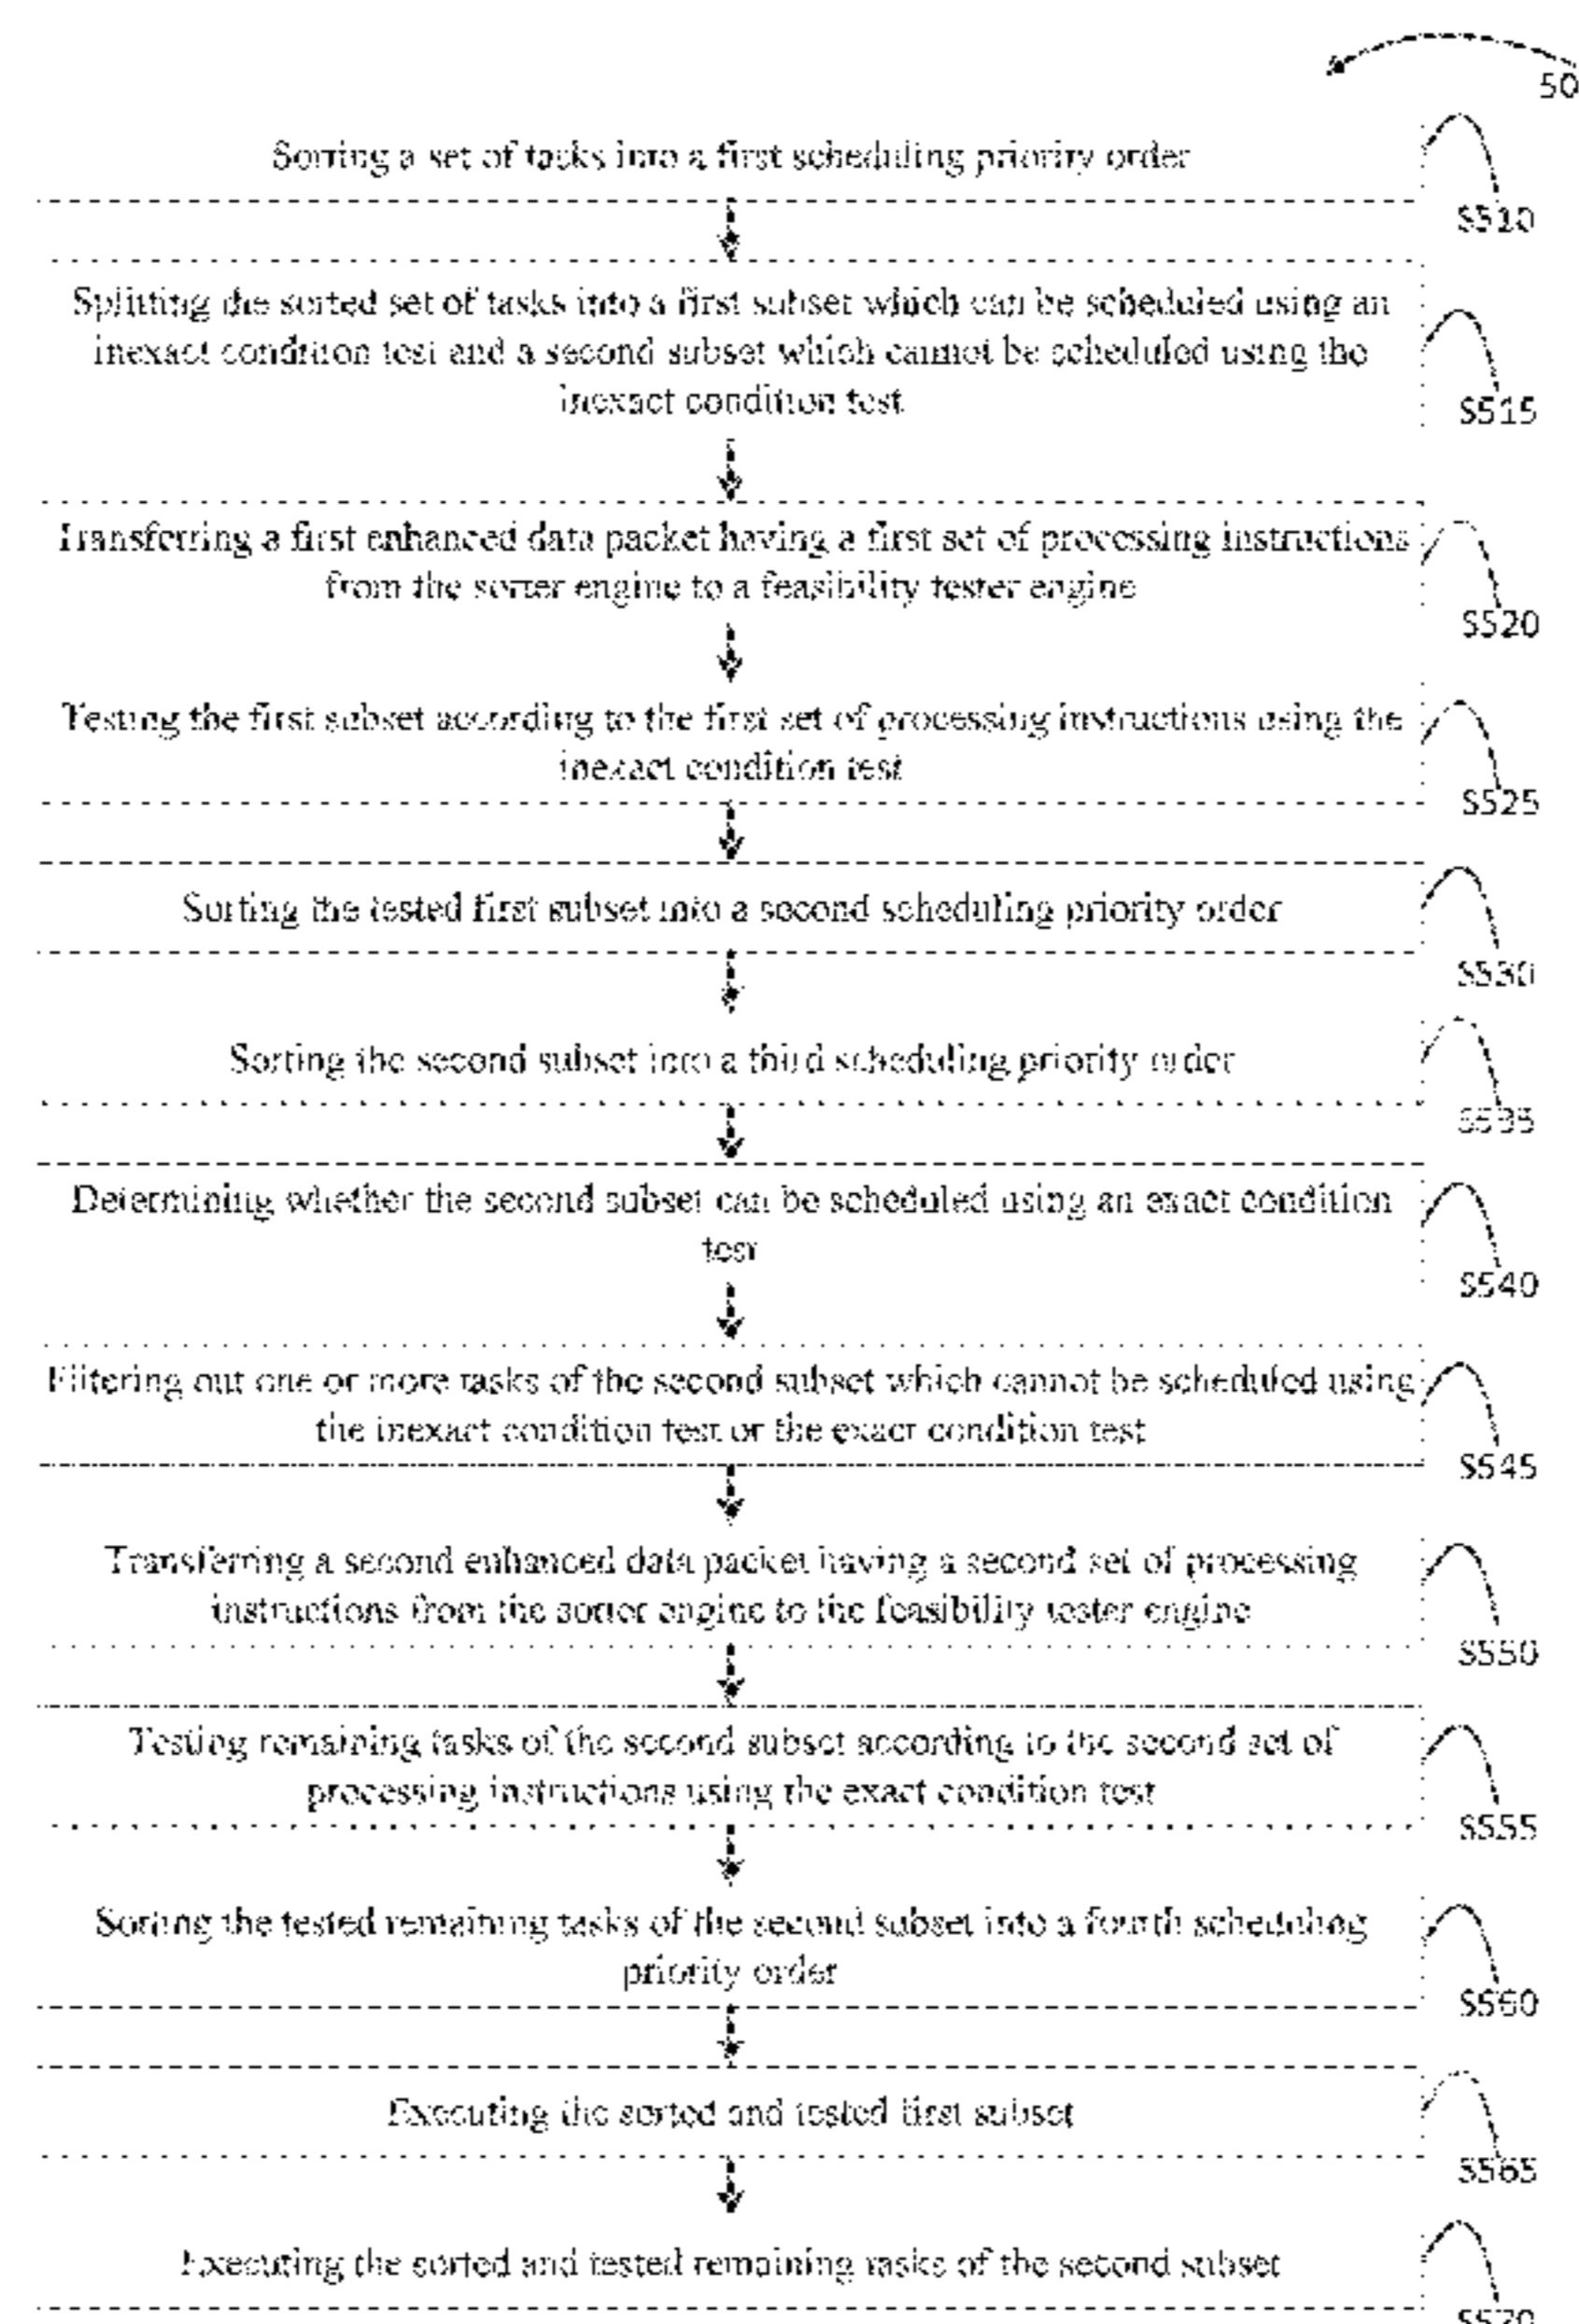 50
Sorting a set of tasks into a first scheduling priority order
S510
Splitting the sorted set of tasks into a first subset which can be scheduled using an
inexact condition test and a second subset which cannot be scheduled using the
inexact condition test
S515
Transferring a first enhanced data packet having a first set of processing instructions
from the sorter engine to a feasibility tester engine
S520
Testing the first subset according to the first set of processing instructions using the
inexact condition test
S525
Sorting the tested first subset into a second scheduling priority order
S530
Sorting the second subset into a third scheduling priority order
S535
Determining whether the second subset can be scheduled using an exact condition
test
S540
Filtering out one or more tasks of the second subset which cannot be scheduled using
the inexact condition test or the exact condition test
S545
Transferring a second enhanced data packet having a second set of processing
instructions from the sorter engine to the feasibility tester engine
S550
Testing remaining tasks of the second subset according to the second set of
processing instructions using the exact condition test
S555
Sorting the tested remaining tasks of the second subset into a fourth scheduling
priority order
S560
Executing the sorted and tested first subset
S565
Executing the sorted and tested remaining tasks of the second subset
S570